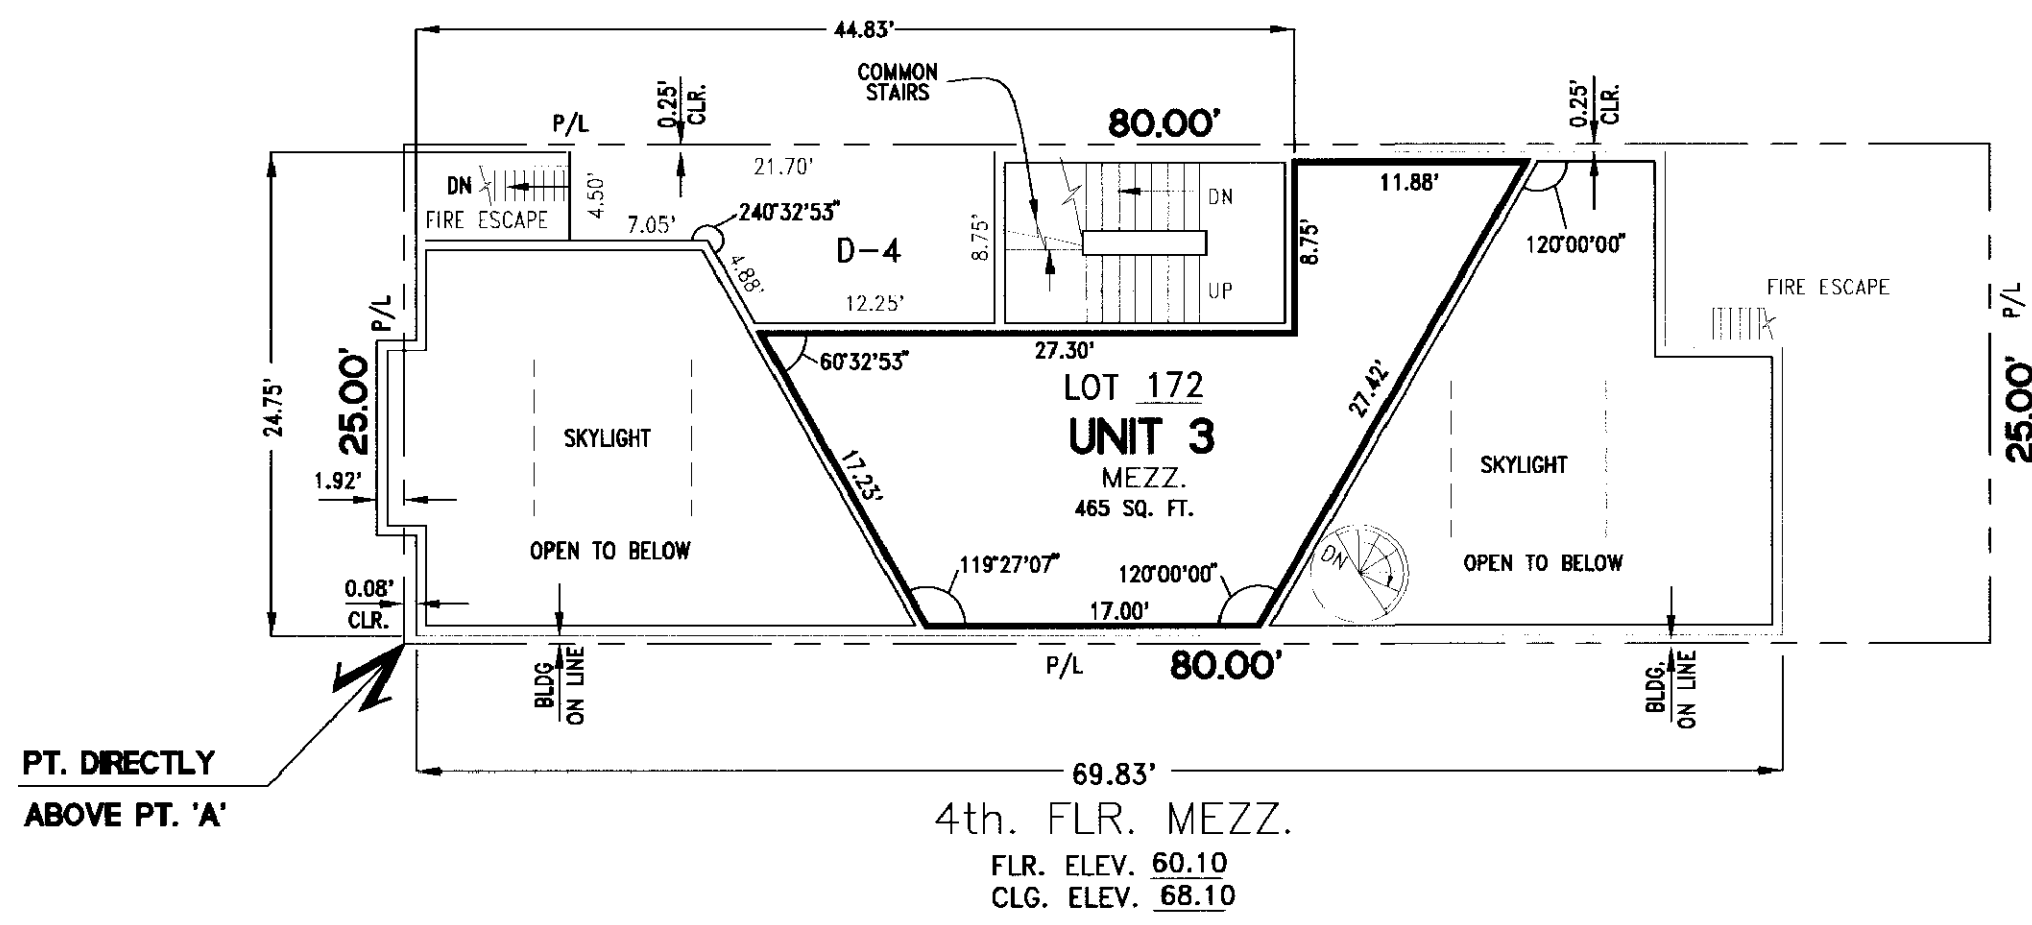 44.83'
COMMON
STAIRS
0.25'
CLR.
0.25'
CLR.
P/L
80.00'
21.70'
11.88'
DN
4.50'
DN
FIRE ESCAPE
7.05'
240°32'53"
D-4
8.75'
8.75'
120°00'00"
4.88'
12.25'
UP
FIRE ESCAPE
P/L
P/L
27.30'
60°32'53"
LOT 172
27.42'
24.75'
25.00'
25.00'
SKYLIGHT
UNIT 3
MEZZ.
465 SQ. FT.
SKYLIGHT
17.23'
1.92'
OPEN TO BELOW
119°27'07"
120°00'00"
DN
OPEN TO BELOW
0.08'
CLR.
17.00'
BLDG
ON LINE
P/L
80.00'
BLDG.
ON LINE
PT. DIRECTLY
ABOVE PT. 'A'
69.83'
4th. FLR. MEZZ.
FLR. ELEV. 60.10
CLG. ELEV. 68.10